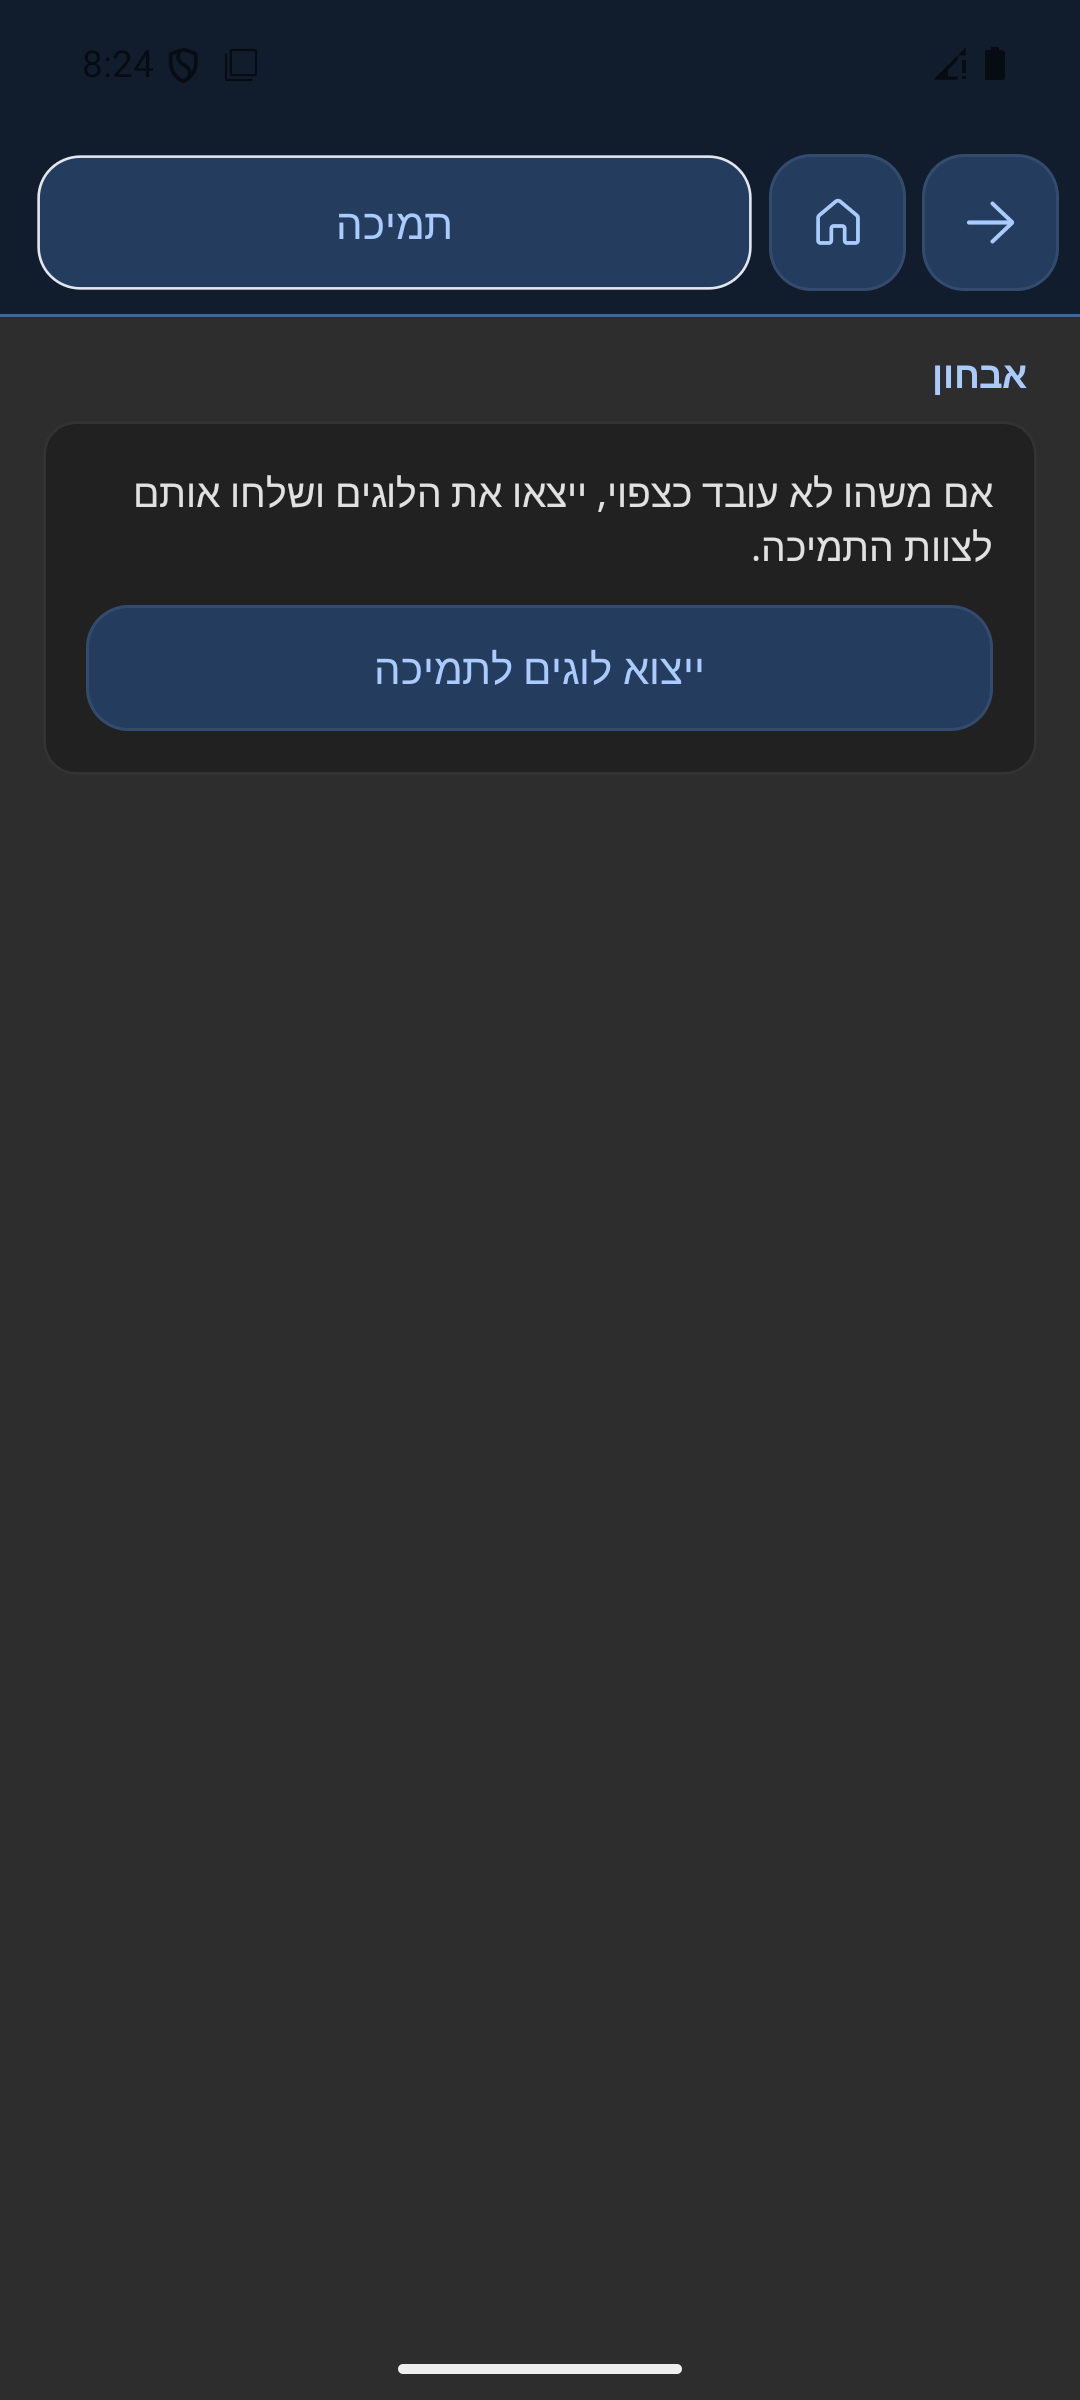 8:24
תמיכה
אבחון
אם משהו לא עובד כצפוי, ייצאו את הלוגים ושלחו אותם
לצוות התמיכה.
ייצוא לוגים לתמיכה